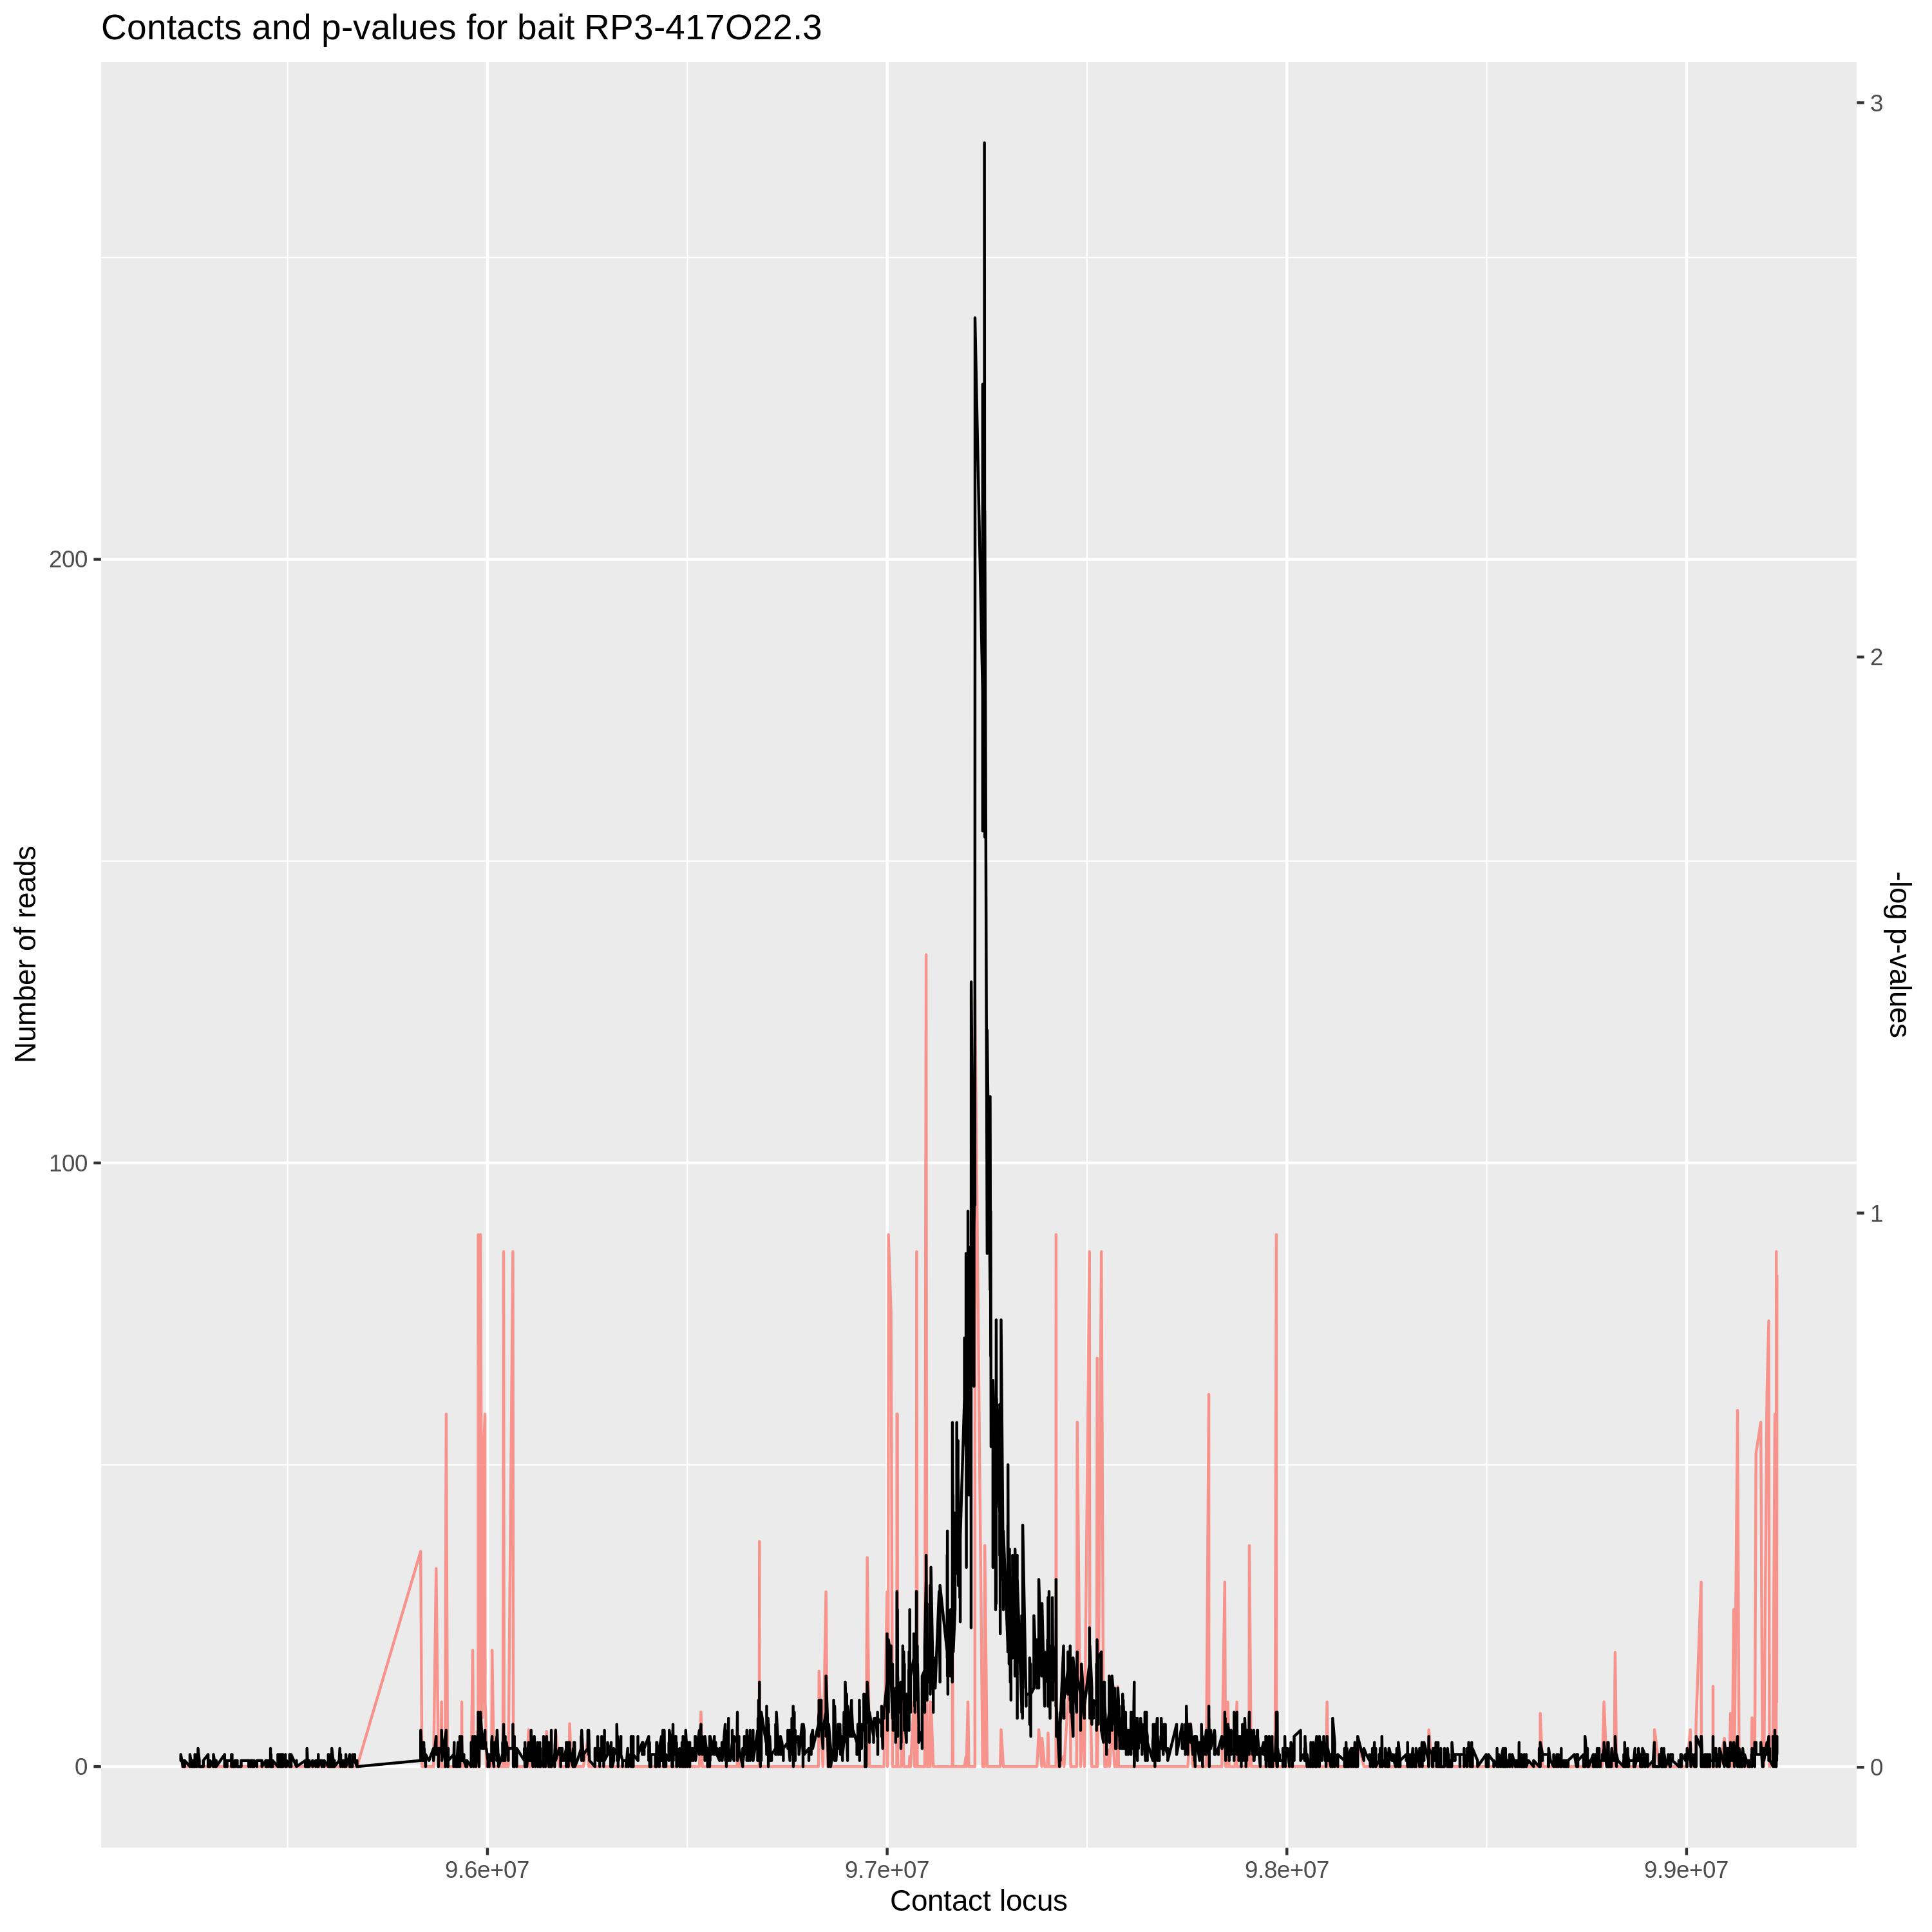 Contacts and p-values for bait RP3-417O22.3
3
200
2
Number of reads
-log p-values
100
1
0
0
9.6e+07
9.7e+07
9.8e+07
9.9e+07
Contact locus